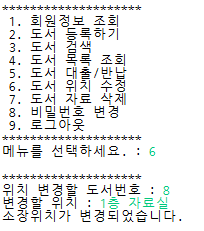 ********************
1. 회원정보 조회
2. 도서 등록하기
3. 도서 검색
4. 도서 목록 조회
5. 도서 대출/반납
6. 도서 위치 수정
7. 도서 자료 삭제
8. 비밀번호 변경
9. 로그아웃
********************
메뉴를 선택하세요. : 6
********************
위치 변경할 도서번호 : 8
변경할 위치 : 1층 자료실
소장위치가 변경되었습니다.